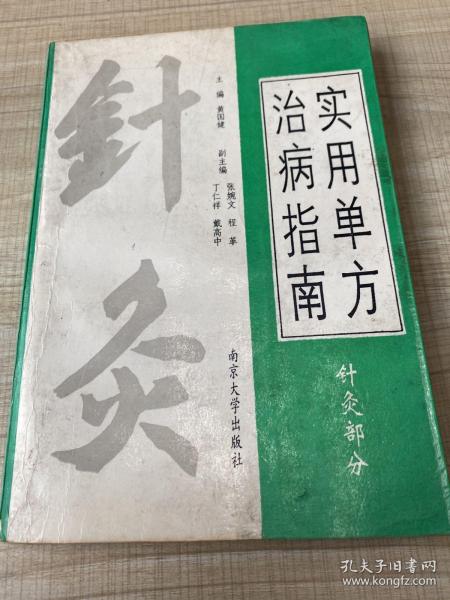 实用单方
治病指南
针灸部分
針灸
主编 黄国健
副主编 张婉文 程革
丁仁祥 戴高中
南京大学出版社
孔夫子旧书网
www.kongfz.com